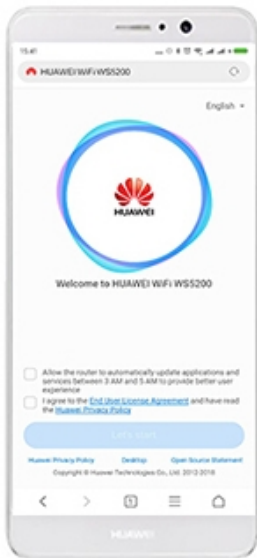 15:41
HUAWEI WiFi WS5200
English
HUAWEI
Welcome to HUAWEI WiFi WS5200
Allow the router to automatically update applications and
services between 3 AM and 5 AM to provide better user
experience
I agree to the End User License Agreement and have read
the Huawei Privacy Policy
Let's start
Huawei Privacy Policy Desktop Open Source Statement
Copyright © Huawei Technologies Co., Ltd. 2012-2018.
HUAWEI